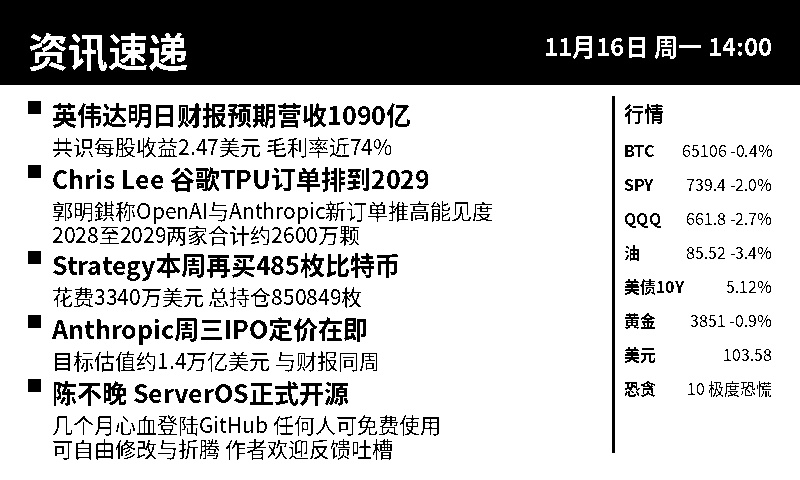 资讯速递
11月16日 周一 14:00
英伟达明日财报预期营收1090亿
共识每股收益2.47美元 毛利率近74%
Chris Lee 谷歌TPU订单排到2029
郭明錤称OpenAI与Anthropic新订单推高能见度
2028至2029两家合计约2600万颗
Strategy本周再买485枚比特币
花费3340万美元 总持仓850849枚
Anthropic周三IPO定价在即
目标估值约1.4万亿美元 与财报同周
陈不晚 ServerOS正式开源
几个月心血登陆GitHub 任何人可免费使用
可自由修改与折腾 作者欢迎反馈吐槽
行情
BTC 65106 -0.4%
SPY 739.4 -2.0%
QQQ 661.8 -2.7%
油 85.52 -3.4%
美债10Y 5.12%
黄金 3851 -0.9%
美元 103.58
恐贪 10 极度恐慌